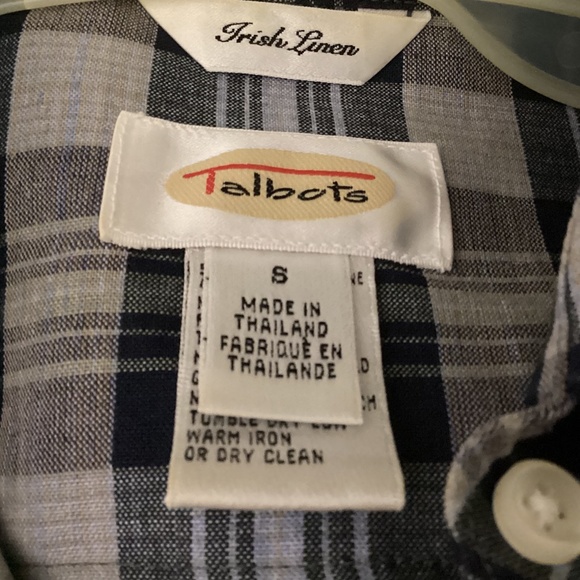 Irish Linen
Talbots
S
MADE IN
THAILAND
FABRIQUÉ EN
THAILANDE
TUMBLE DRY LOW
WARM IRON
OR DRY CLEAN